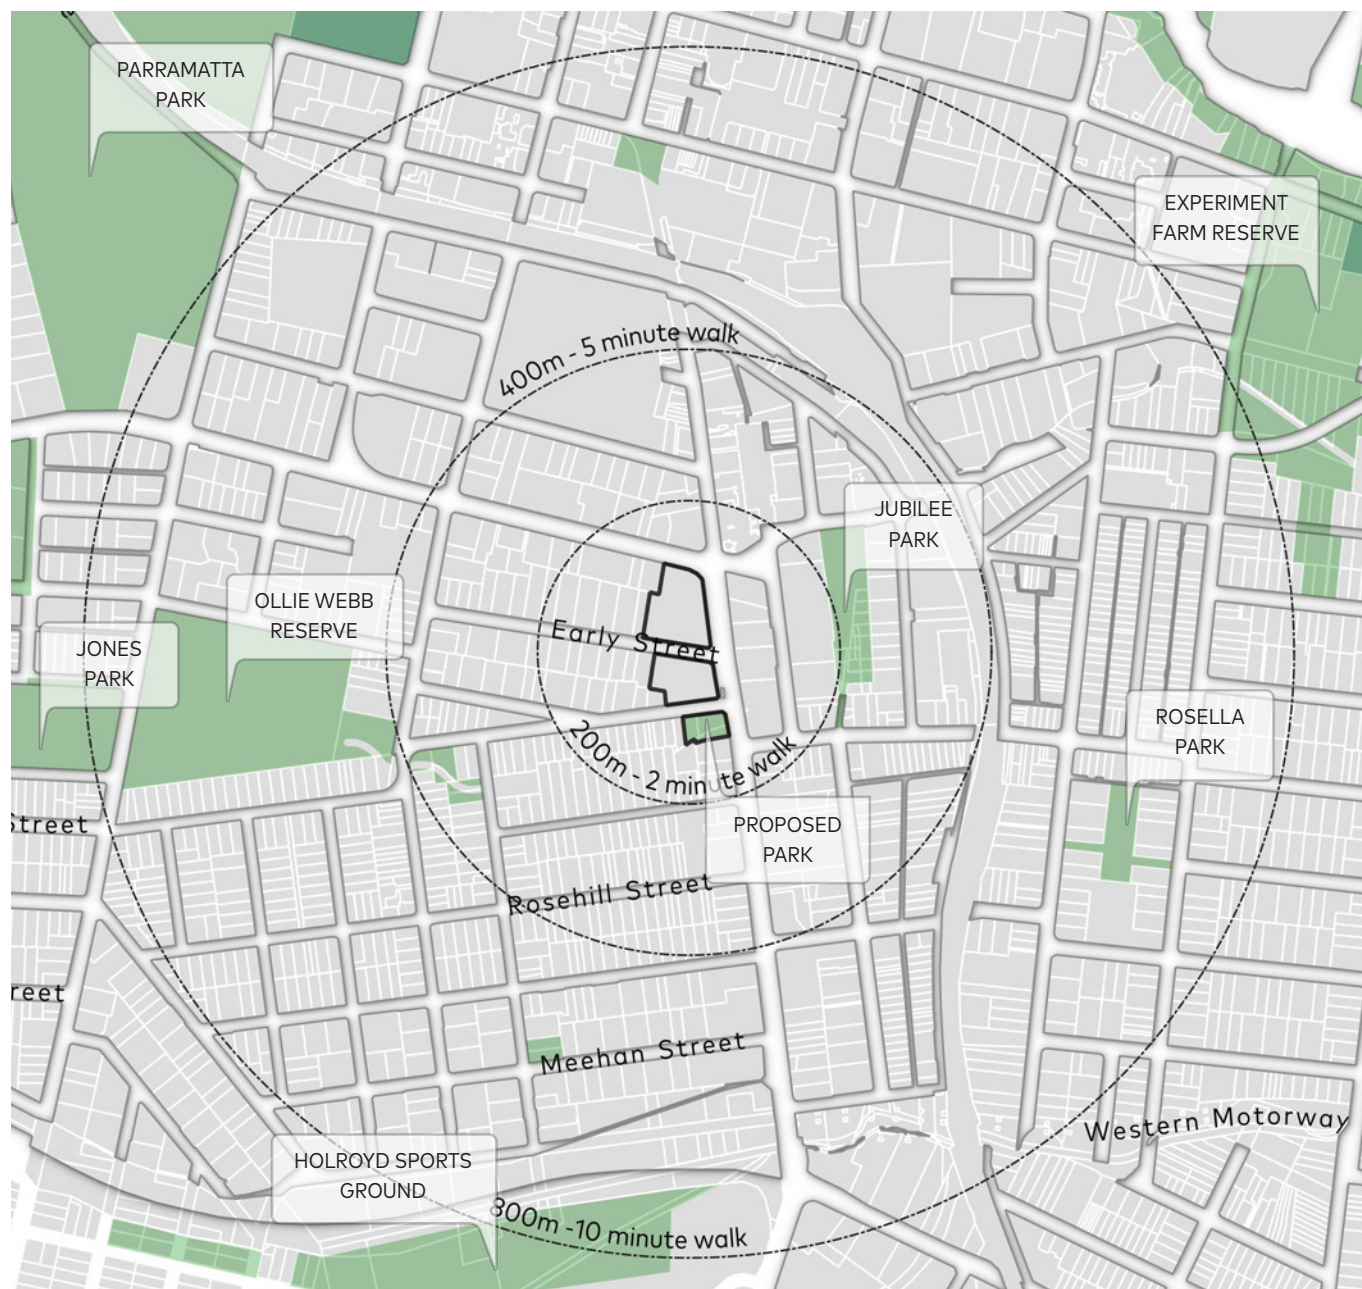 PARRAMATTA
PARK
EXPERIMENT
FARM RESERVE
400m - 5 minute walk
JUBILEE
PARK
OLLIE WEBB
RESERVE
JONES
PARK
Early Street
ROSELLA
PARK
200m - 2 minute walk
Street
PROPOSED
PARK
Rosehill Street
reet
Meehan Street
Western Motorway
HOLROYD SPORTS
GROUND
800m -10 minute walk